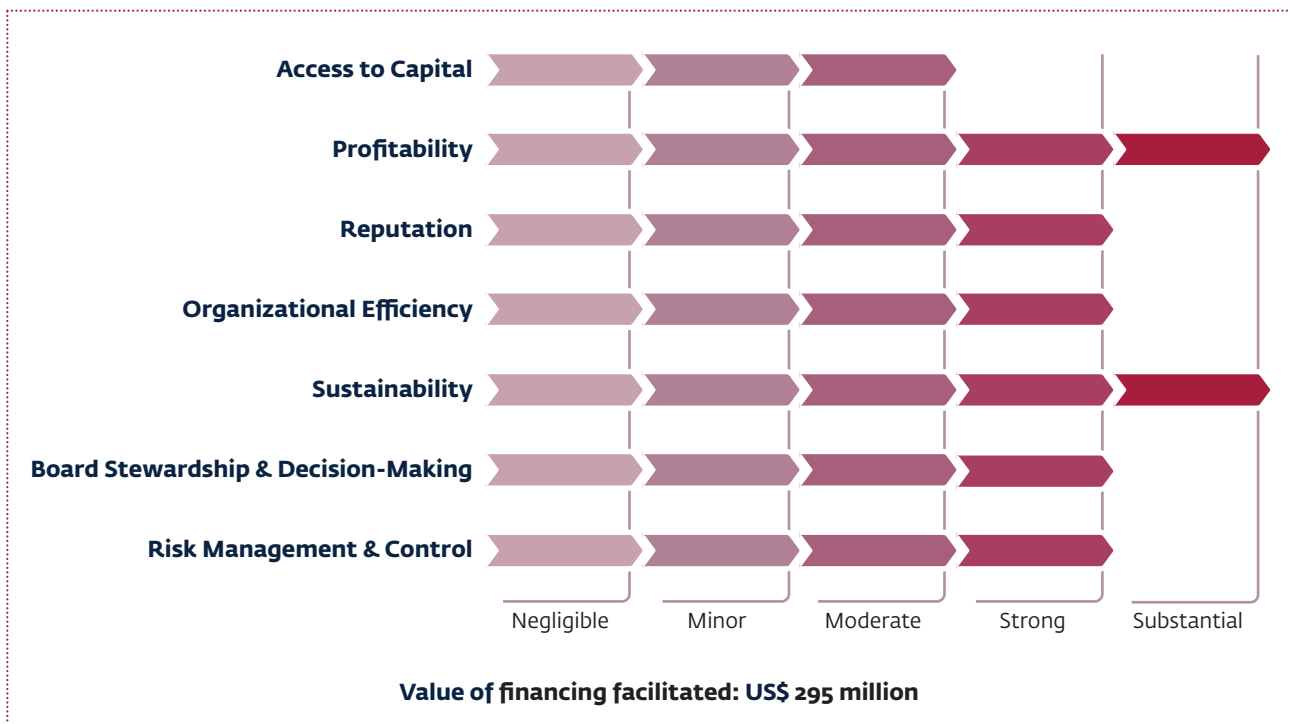 Access to Capital
Profitability
Reputation
Organizational Efficiency
Sustainability
Board Stewardship & Decision-Making
Risk Management & Control
Negligible Minor Moderate Strong Substantial
Value of financing facilitated: US$ 295 million